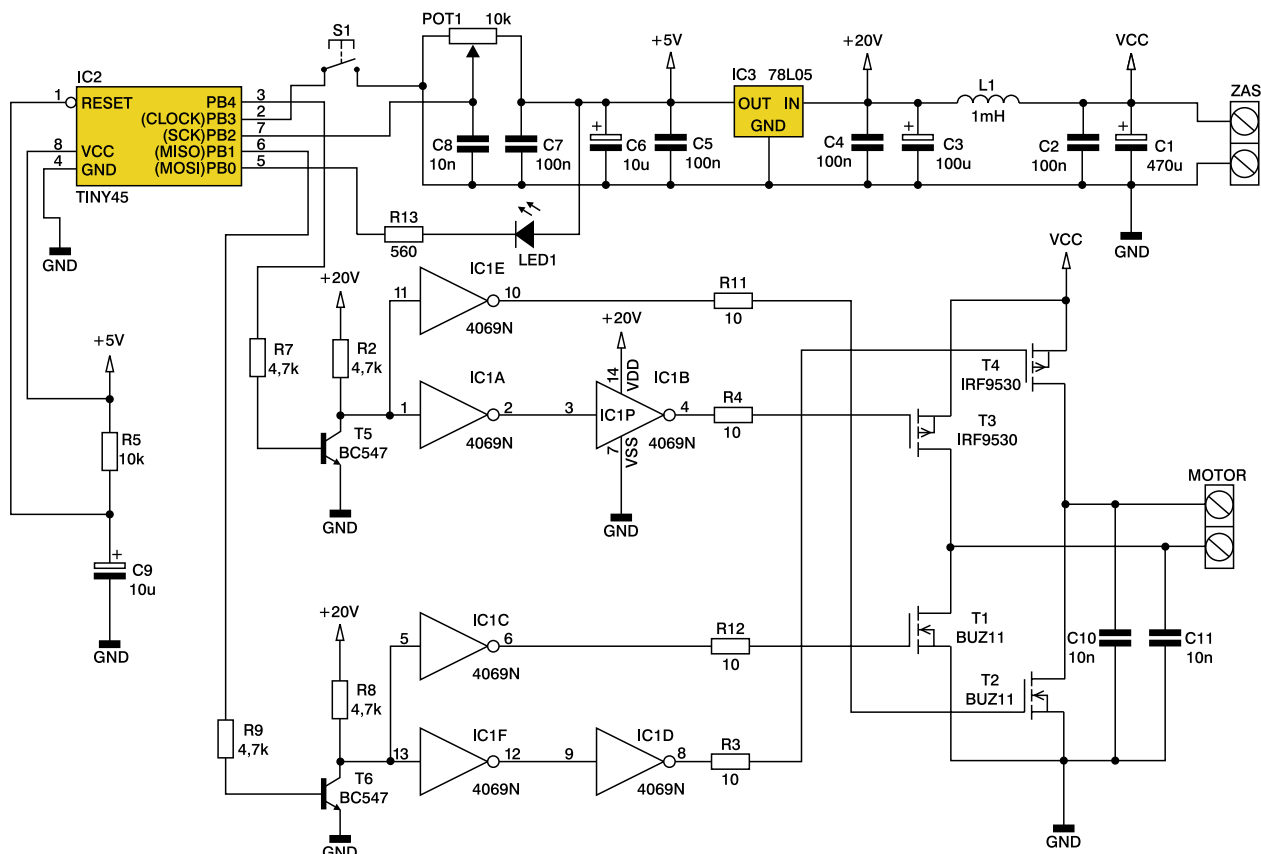 S1
POT1 10k
+5V
+20V
VCC
IC2
IC3 78L05
L1
1mH
ZAS
1 RESET PB4 3
(CLOCK)PB3 2
(SCK)PB2 7
8 VCC (MISO)PB1 6
4 GND (MOSI)PB0 5
TINY45
OUT IN
GND
C8
10n
C7
100n
C6
10u
C5
100n
C4
100n
C3
100u
C2
100n
C1
470u
+
+
+
GND
R13
560
LED1
GND
VCC
+20V
IC1E
11
10
4069N
R11
10
+5V
R7
4,7k
R2
4,7k
+20V
14
VDD
T4
IRF9530
IC1A
1
2
4069N
3
IC1P
IC1B
4
4069N
7
VSS
R4
10
T3
IRF9530
T5
BC547
R5
10k
GND
GND
MOTOR
+
C9
10u
GND
+20V
IC1C
5
6
4069N
R12
10
T1
BUZ11
C10
10n
C11
10n
T2
BUZ11
R8
4,7k
R9
4,7k
IC1F
13
12
4069N
9
IC1D
8
4069N
R3
10
T6
BC547
GND
GND